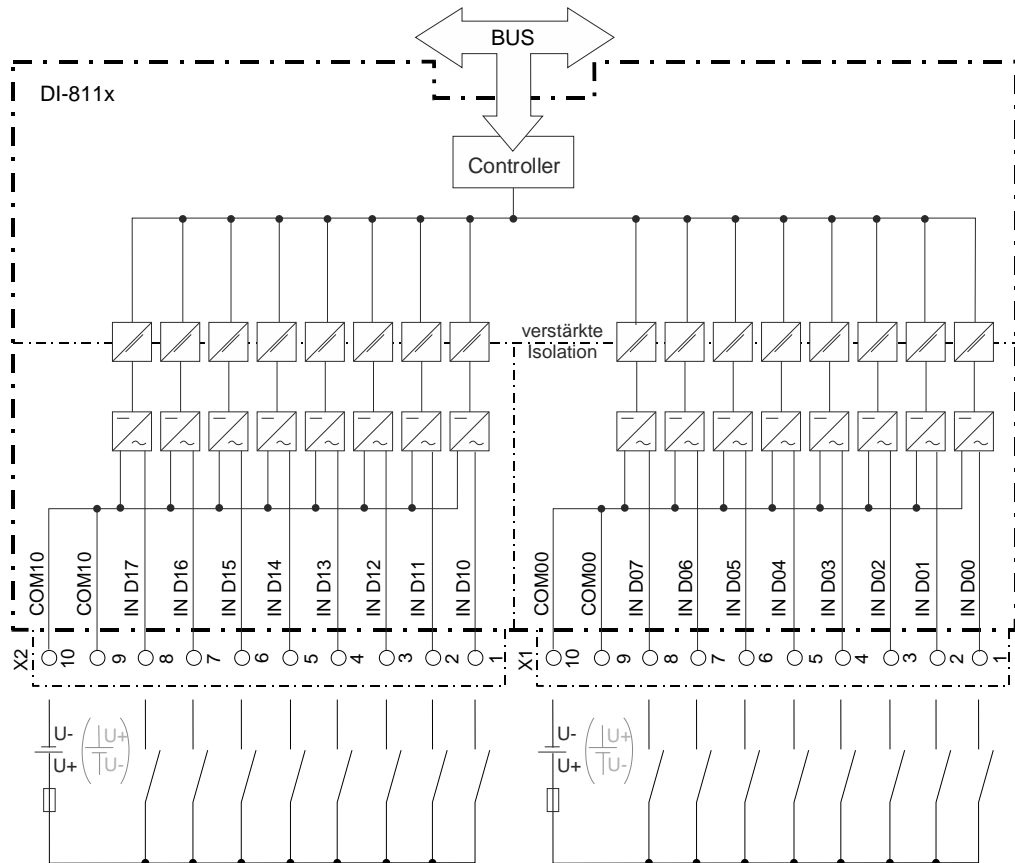 BUS
DI-811x
Controller
verstärkte
Isolation
COM10
COM10
IN D17
IN D16
IN D15
IN D14
IN D13
IN D12
IN D11
IN D10
COM00
COM00
IN D07
IN D06
IN D05
IN D04
IN D03
IN D02
IN D01
IN D00
X2
10
9
8
7
6
5
4
3
2
1
X1
10
9
8
7
6
5
4
3
2
1
U-
U+
U+
U-
U-
U+
U+
U-